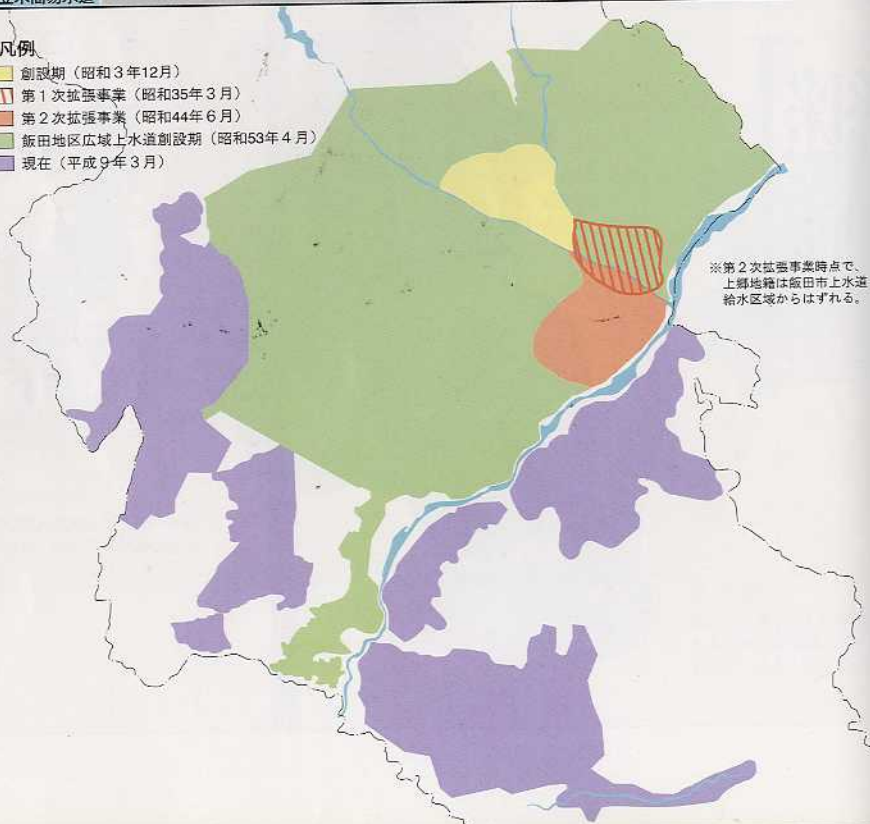 凡例
創設期（昭和３年12月）
第１次拡張事業（昭和35年３月）
第２次拡張事業（昭和44年６月）
飯田地区広域上水道創設期（昭和53年４月）
現在（平成９年３月）
※第２次拡張事業時点で、
上郷地籍は飯田市上水道
給水区域からはずれる。